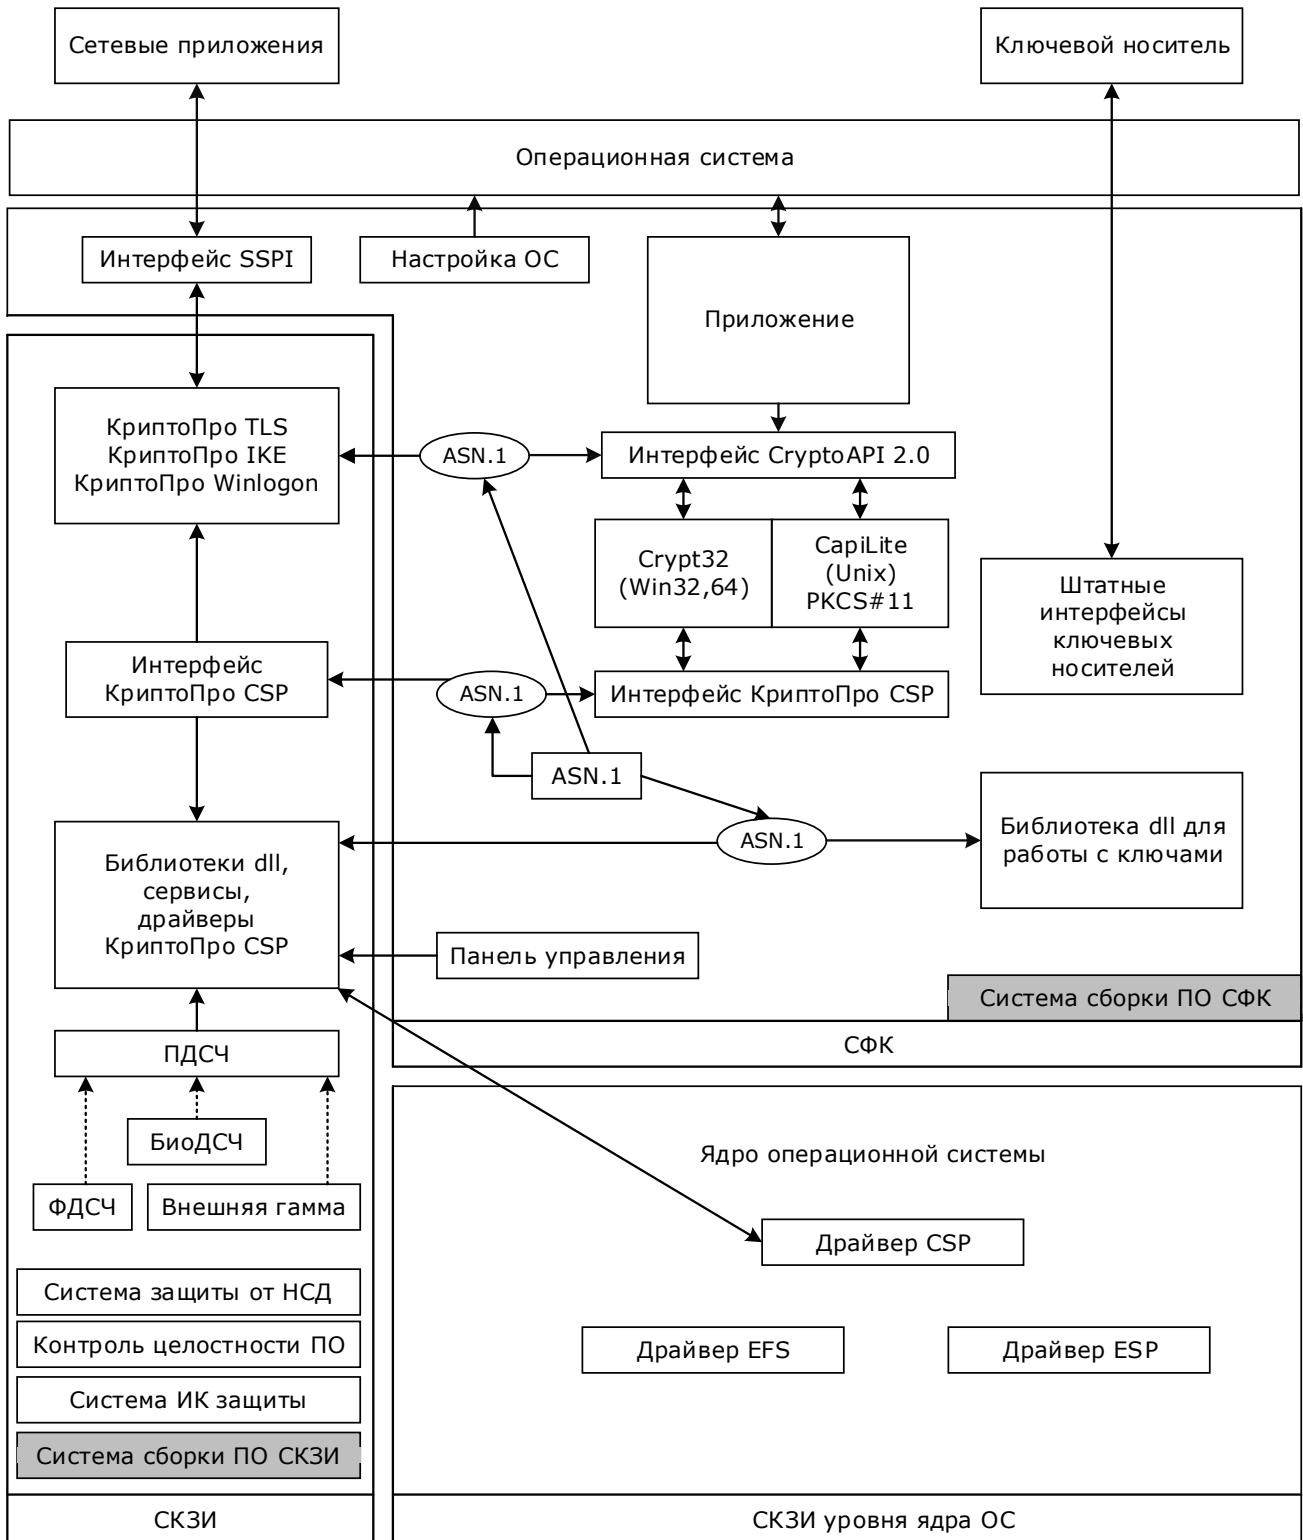 Сетевые приложения
Ключевой носитель
Операционная система
Интерфейс SSPI
Настройка ОС
Приложение
КриптоПро TLS
КриптоПро IKE
КриптоПро Winlogon
ASN.1
Интерфейс CryptoAPI 2.0
Crypt32
(Win32,64)
CapiLite
(Unix)
PKCS#11
Штатные
интерфейсы
ключевых
носителей
Интерфейс
КриптоПро CSP
ASN.1
Интерфейс КриптоПро CSP
ASN.1
ASN.1
Библиотека dll для
работы с ключами
Библиотеки dll,
сервисы,
драйверы
КриптоПро CSP
Панель управления
Система сборки ПО СФК
СФК
ПДСЧ
БиоДСЧ
ФДСЧ
Внешняя гамма
Ядро операционной системы
Драйвер CSP
Драйвер EFS
Драйвер ESP
Система защиты от НСД
Контроль целостности ПО
Система ИК защиты
Система сборки ПО СКЗИ
СКЗИ
СКЗИ уровня ядра ОС